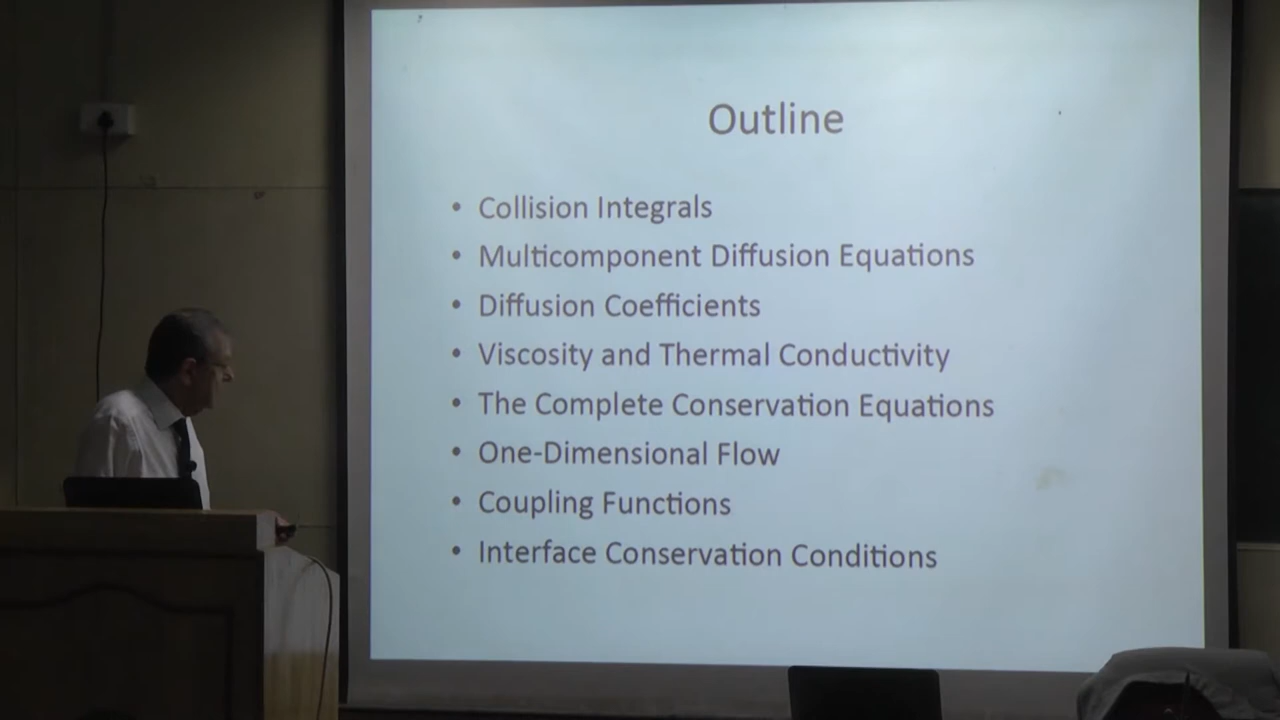 Outline
• Collision Integrals
• Multicomponent Diffusion Equations
• Diffusion Coefficients
• Viscosity and Thermal Conductivity
• The Complete Conservation Equations
• One-Dimensional Flow
• Coupling Functions
• Interface Conservation Conditions